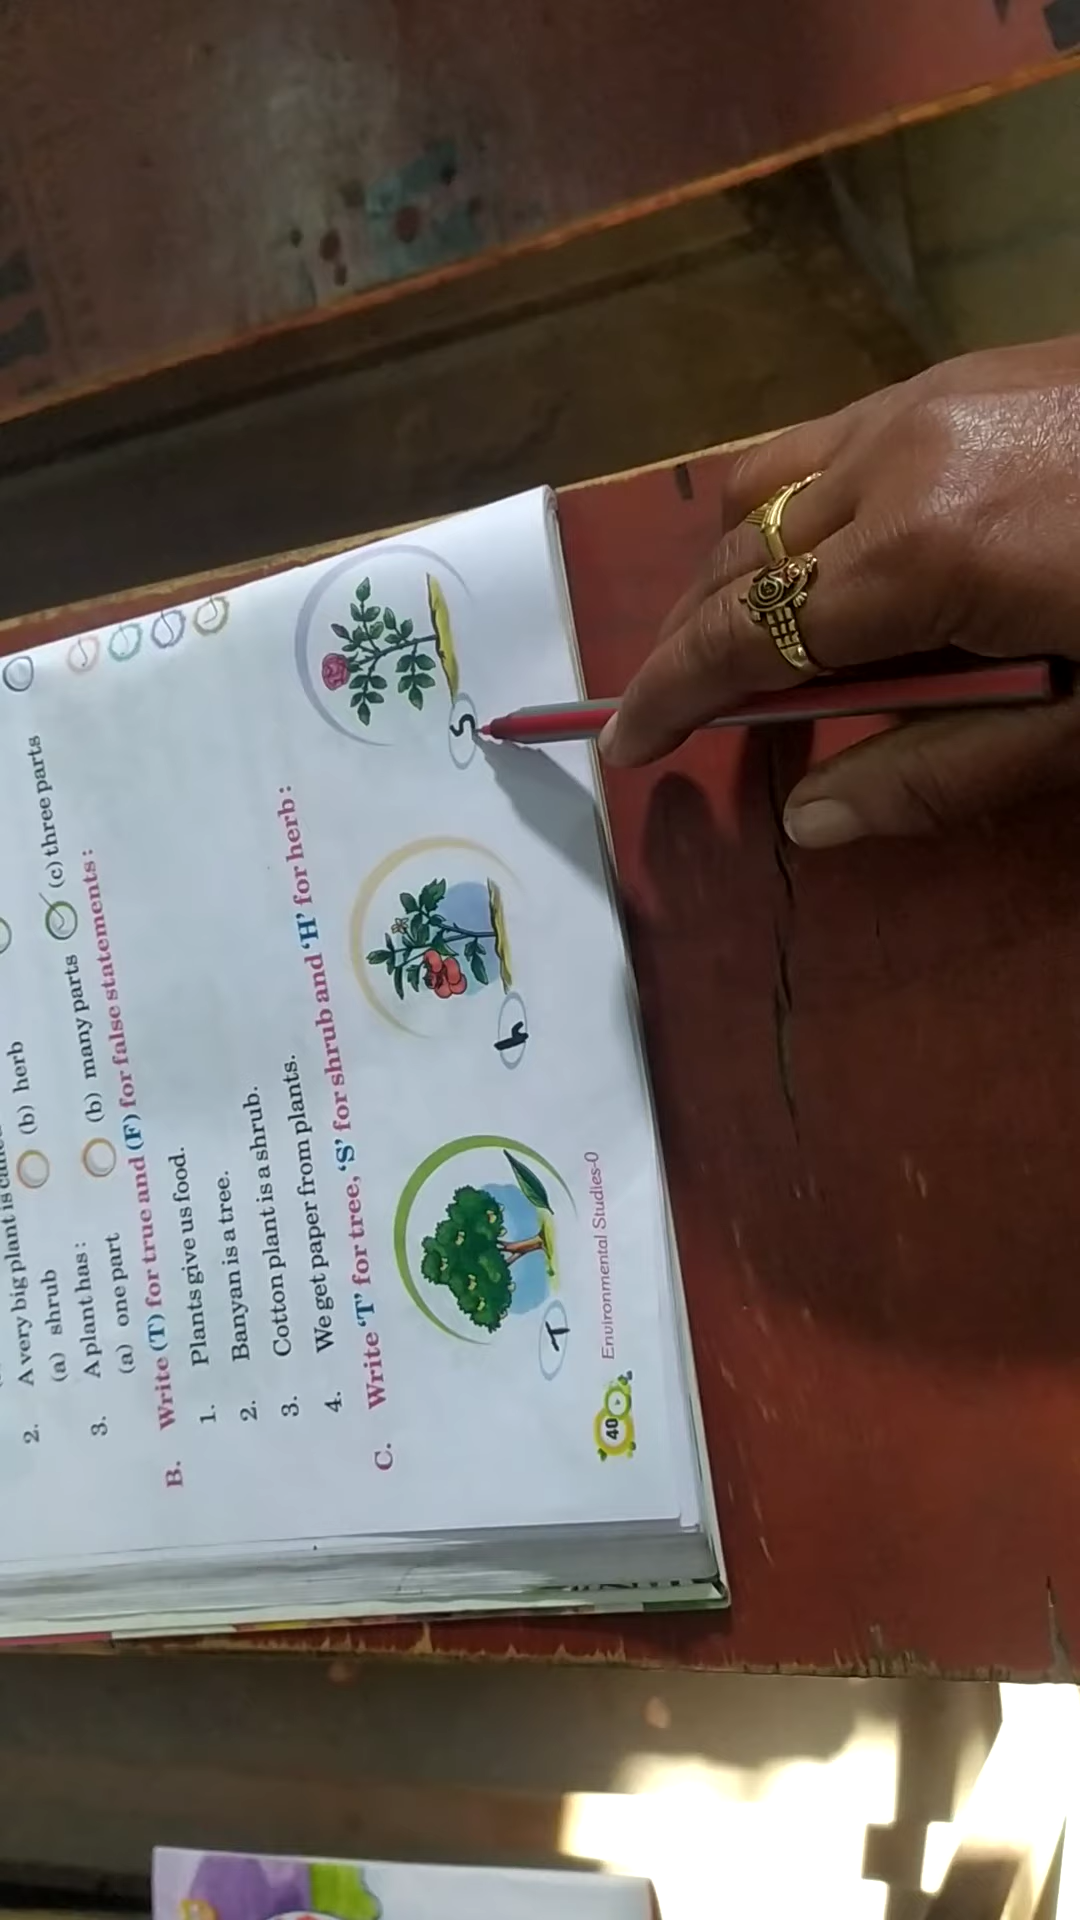 2. A very big plant is
(a) shrub (b) herb
3. A plant has:
(a) one part (b) many parts (c) three parts
B. Write (T) for true and (F) for false statements:
1. Plants give us food.
2. Banyan is a tree.
3. Cotton plant is a shrub.
4. We get paper from plants.
C. Write ‘T’ for tree, ‘S’ for shrub and ‘H’ for herb:
T h S
40 Environmental Studies-0